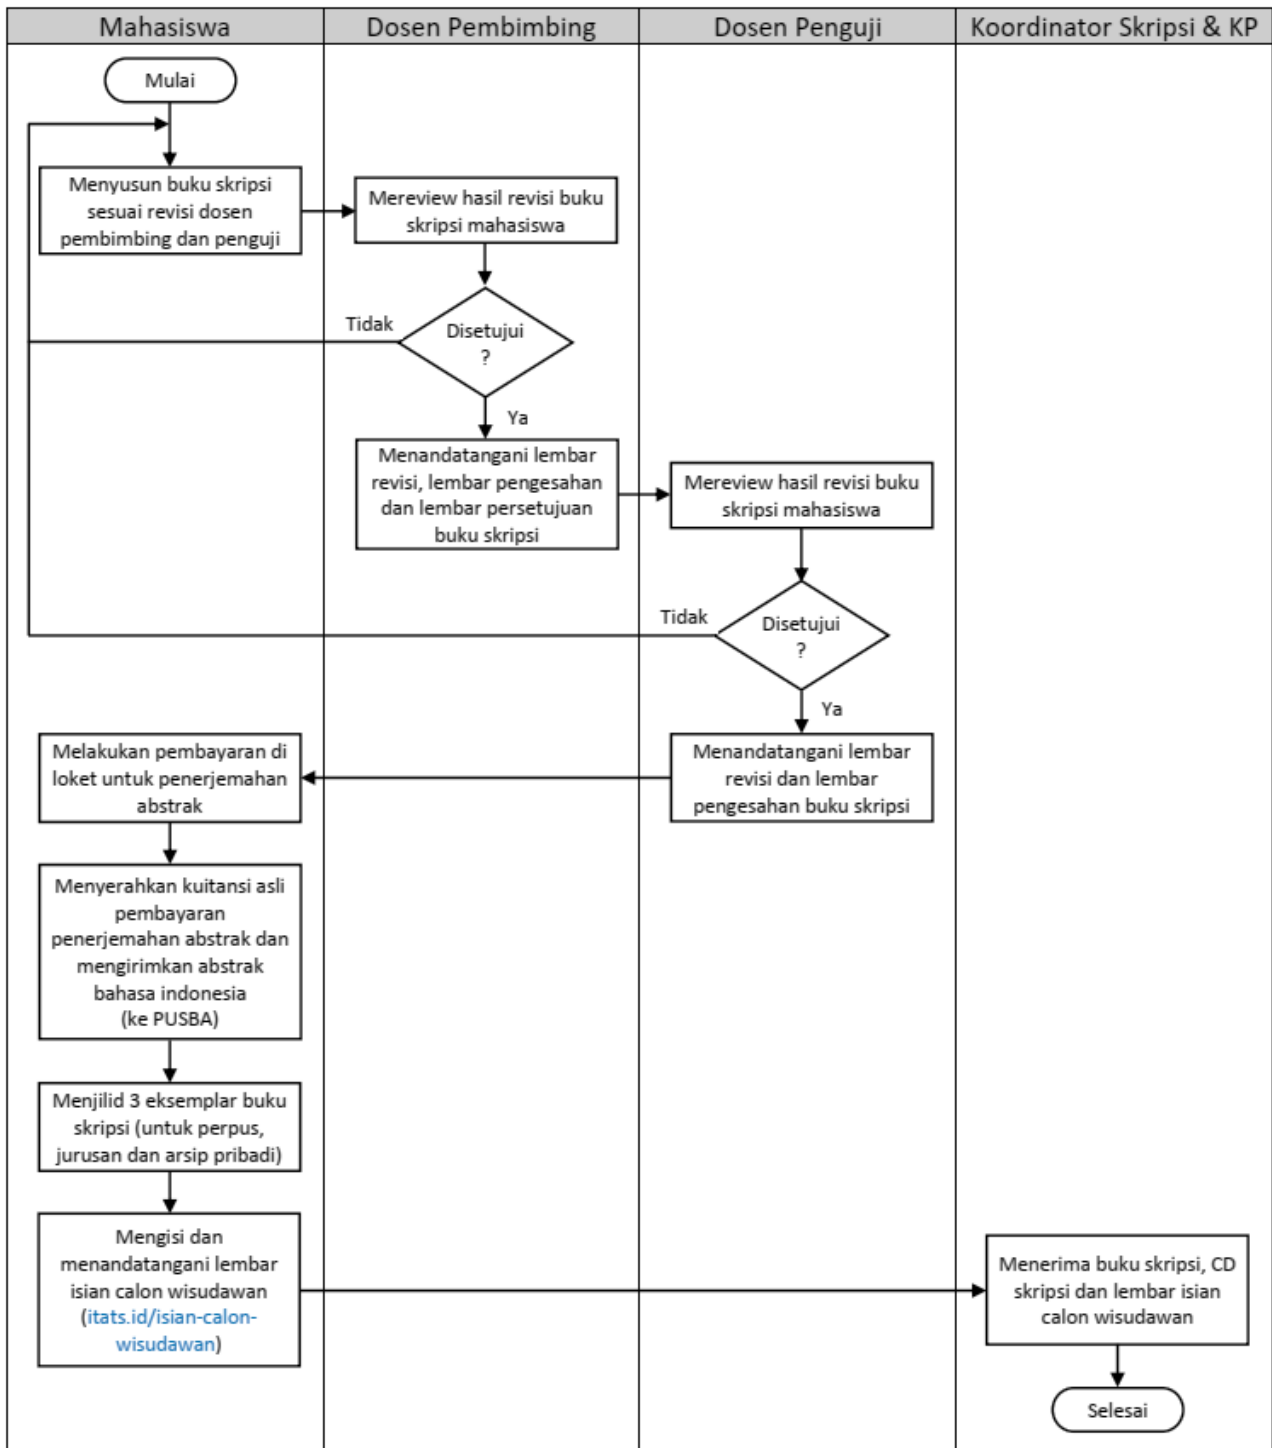 Mahasiswa
Dosen Pembimbing
Dosen Penguji
Koordinator Skripsi & KP
Mulai
Menyusun buku skripsi
sesuai revisi dosen
pembimbing dan penguji
Mereview hasil revisi buku
skripsi mahasiswa
Tidak
Disetujui
?
Ya
Menandatangani lembar
revisi, lembar pengesahan
dan lembar persetujuan
buku skripsi
Mereview hasil revisi buku
skripsi mahasiswa
Tidak
Disetujui
?
Ya
Menandatangani lembar
revisi dan lembar
pengesahan buku skripsi
Melakukan pembayaran di
loket untuk penerjemahan
abstrak
Menyerahkan kuitansi asli
pembayaran
penerjemahan abstrak dan
mengirimkan abstrak
bahasa indonesia
(ke PUSBA)
Menjilid 3 eksemplar buku
skripsi (untuk perpus,
jurusan dan arsip pribadi)
Mengisi dan
menandatangani lembar
isian calon wisudawan
(itats.id/isian-calon-
wisudawan)
Menerima buku skripsi, CD
skripsi dan lembar isian
calon wisudawan
Selesai